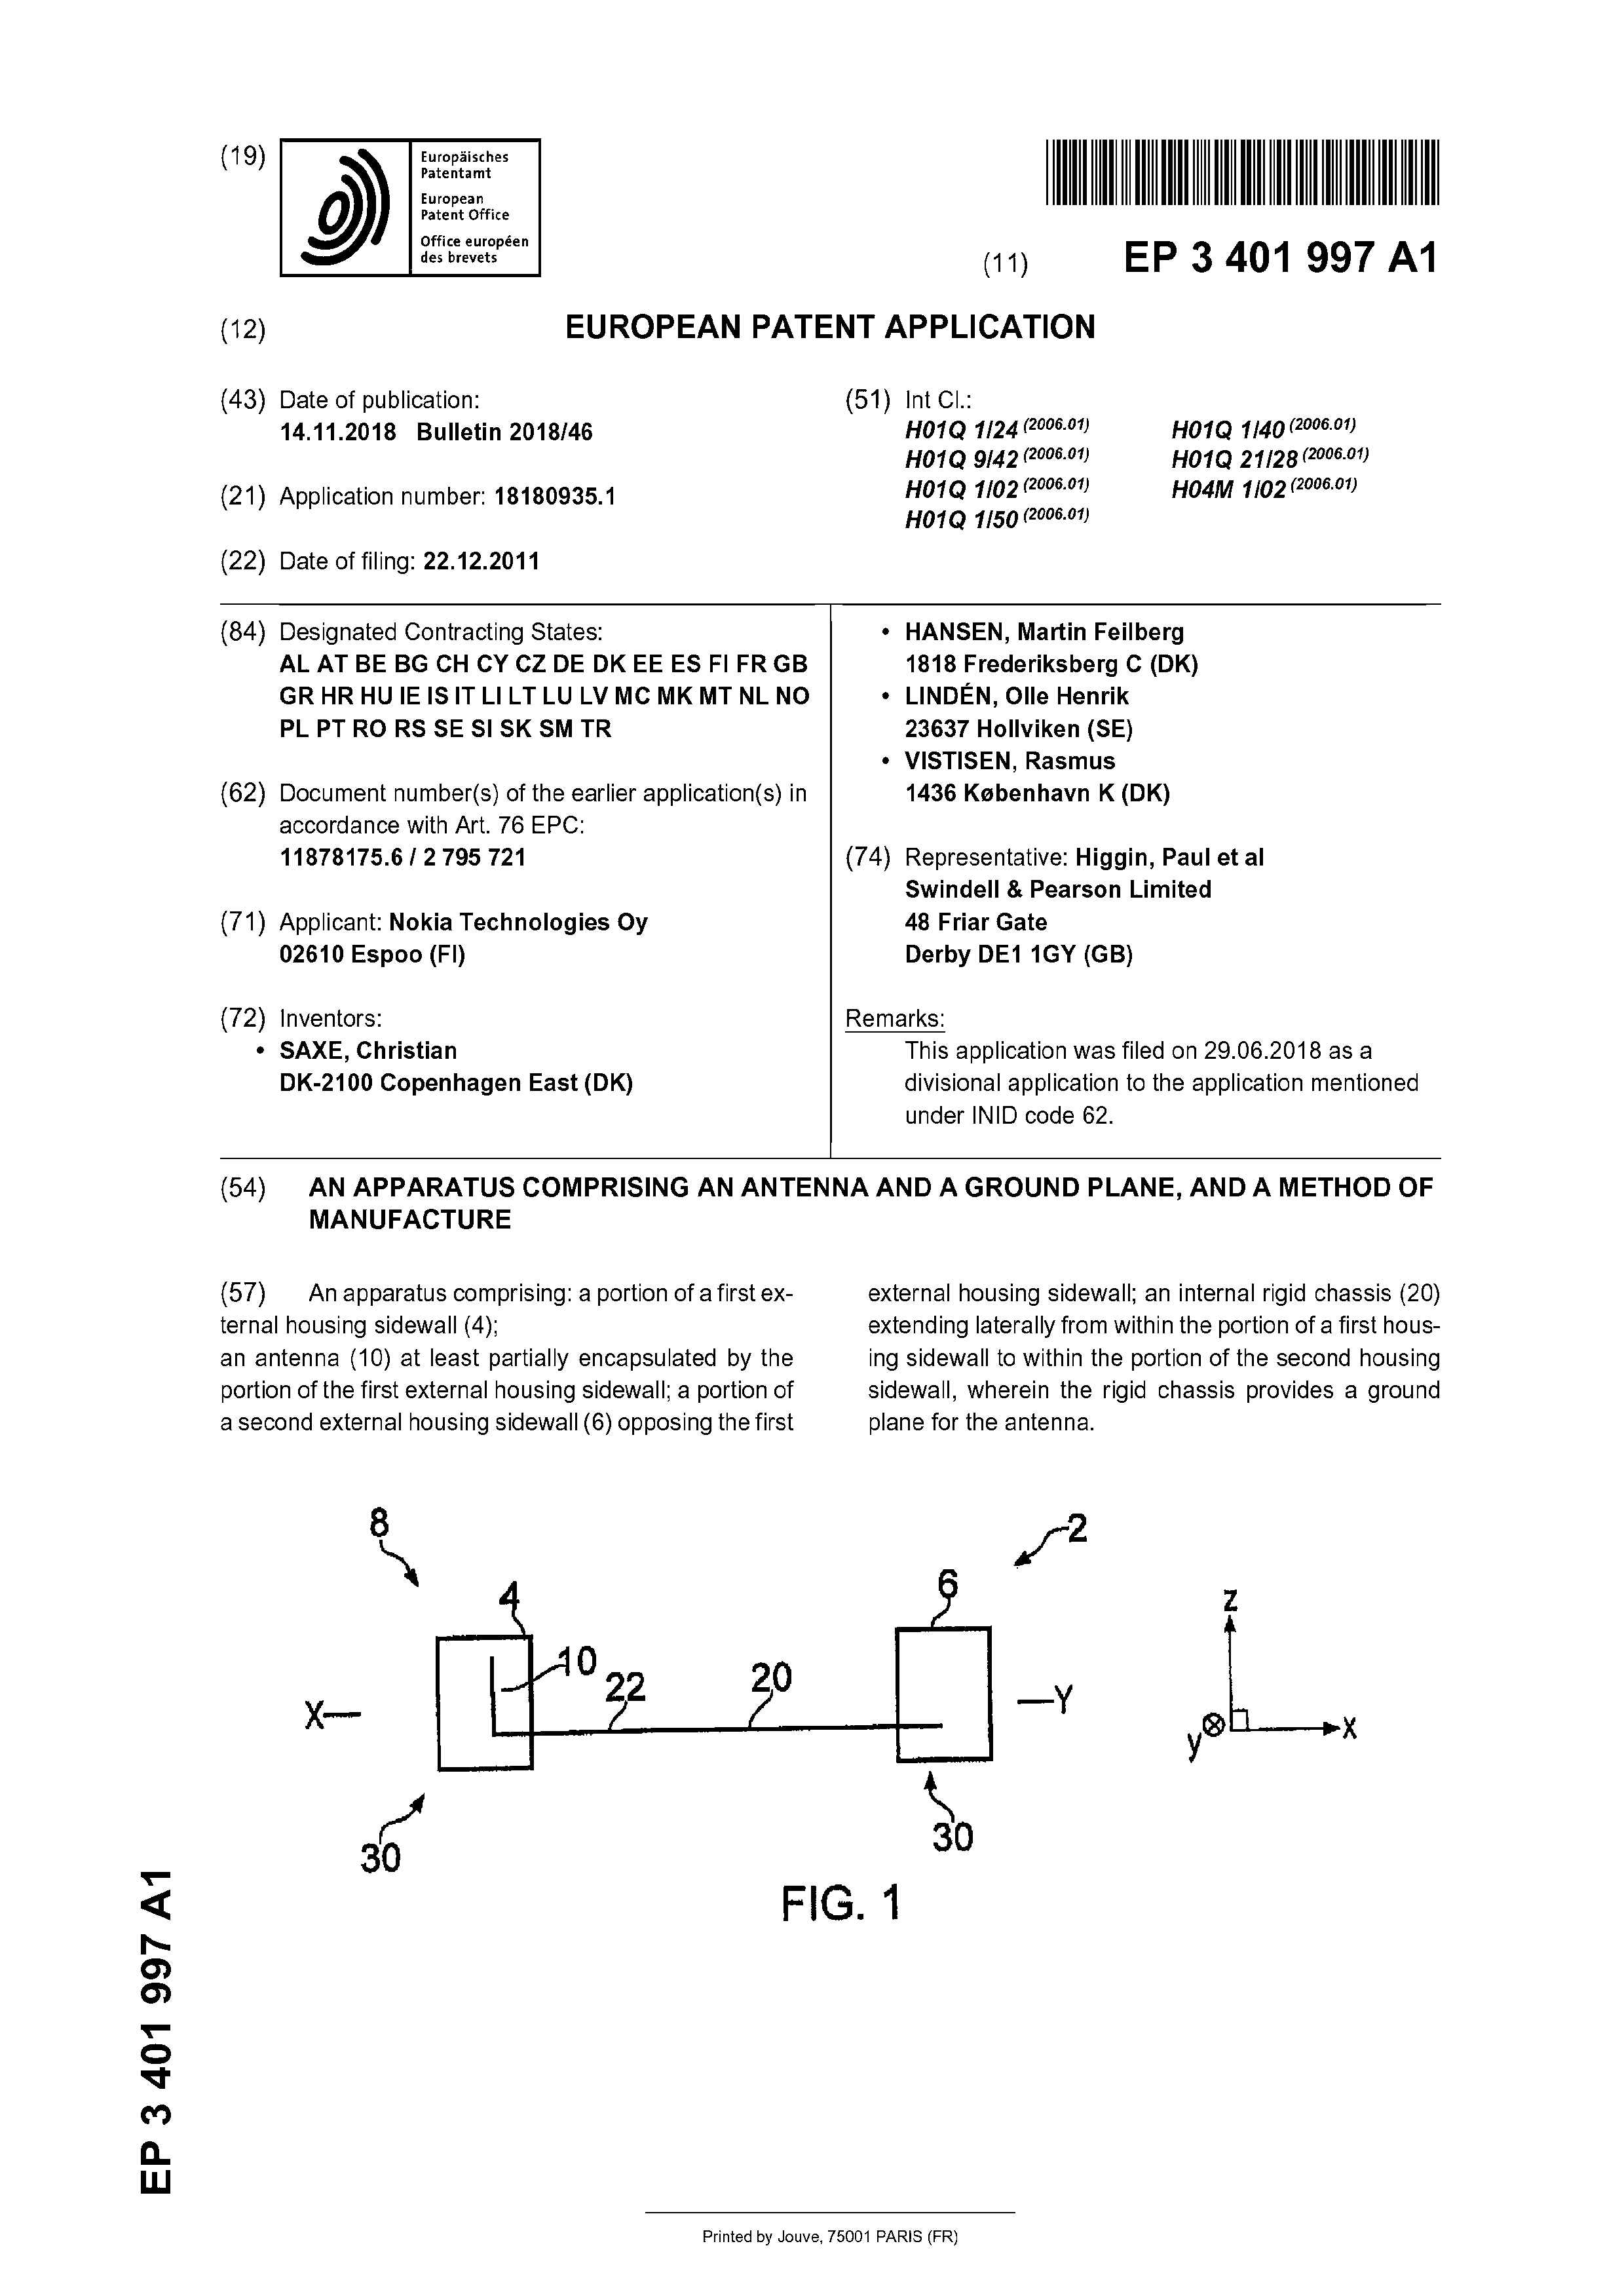 (19)
Europäisches
Patentamt
European
Patent Office
Office européen
des brevets
(11) EP 3 401 997 A1
(12) EUROPEAN PATENT APPLICATION
(43) Date of publication:
14.11.2018 Bulletin 2018/46
(21) Application number: 18180935.1
(22) Date of filing: 22.12.2011
(51) Int Cl.:
H01Q 1/24 (2006.01) H01Q 1/40 (2006.01)
H01Q 9/42 (2006.01) H01Q 21/28 (2006.01)
H01Q 1/02 (2006.01) H04M 1/02 (2006.01)
H01Q 1/50 (2006.01)
(84) Designated Contracting States:
AL AT BE BG CH CY CZ DE DK EE ES FI FR GB
GR HR HU IE IS IT LI LT LU LV MC MK MT NL NO
PL PT RO RS SE SI SK SM TR
(62) Document number(s) of the earlier application(s) in
accordance with Art. 76 EPC:
11878175.6 / 2 795 721
(71) Applicant: Nokia Technologies Oy
02610 Espoo (FI)
(72) Inventors:
• SAXE, Christian
DK-2100 Copenhagen East (DK)
• HANSEN, Martin Feilberg
1818 Frederiksberg C (DK)
• LINDÉN, Olle Henrik
23637 Hollviken (SE)
• VISTISEN, Rasmus
1436 København K (DK)
(74) Representative: Higgin, Paul et al
Swindell & Pearson Limited
48 Friar Gate
Derby DE1 1GY (GB)
Remarks:
This application was filed on 29.06.2018 as a
divisional application to the application mentioned
under INID code 62.
(54) AN APPARATUS COMPRISING AN ANTENNA AND A GROUND PLANE, AND A METHOD OF
MANUFACTURE
(57) An apparatus comprising: a portion of a first ex-
ternal housing sidewall (4);
an antenna (10) at least partially encapsulated by the
portion of the first external housing sidewall; a portion of
a second external housing sidewall (6) opposing the first
external housing sidewall; an internal rigid chassis (20)
extending laterally from within the portion of a first hous-
ing sidewall to within the portion of the second housing
sidewall, wherein the rigid chassis provides a ground
plane for the antenna.
8
2
4
6
z
10
22
20
X
Y
y
x
30
30
FIG. 1
EP 3 401 997 A1
Printed by Jouve, 75001 PARIS (FR)